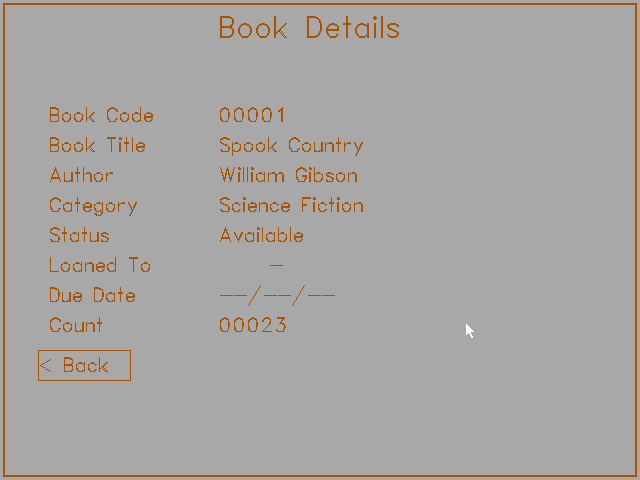 Book Details
Book Code 00001
Book Title Spook Country
Author William Gibson
Category Science Fiction
Status Available
Loaned To -
Due Date --/--/--
Count 00023
< Back